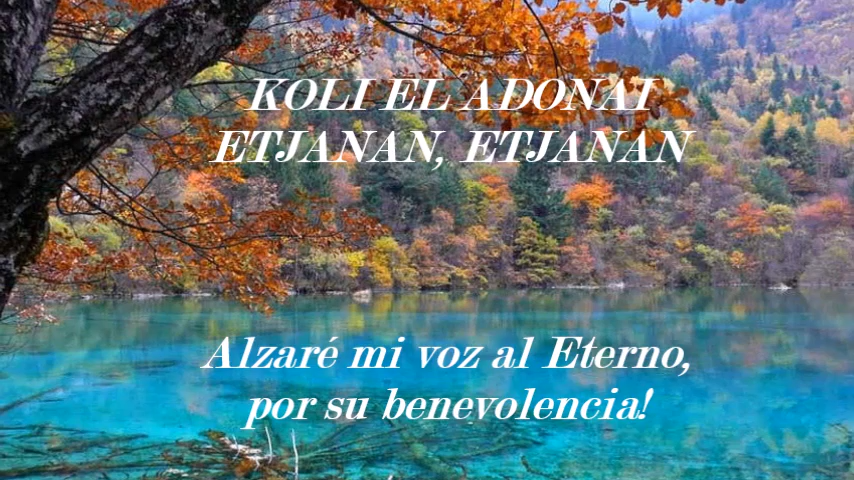 KOLI EL ADONAI
ETJANAN, ETJANAN
Alzaré mi voz al Eterno,
por su benevolencia!